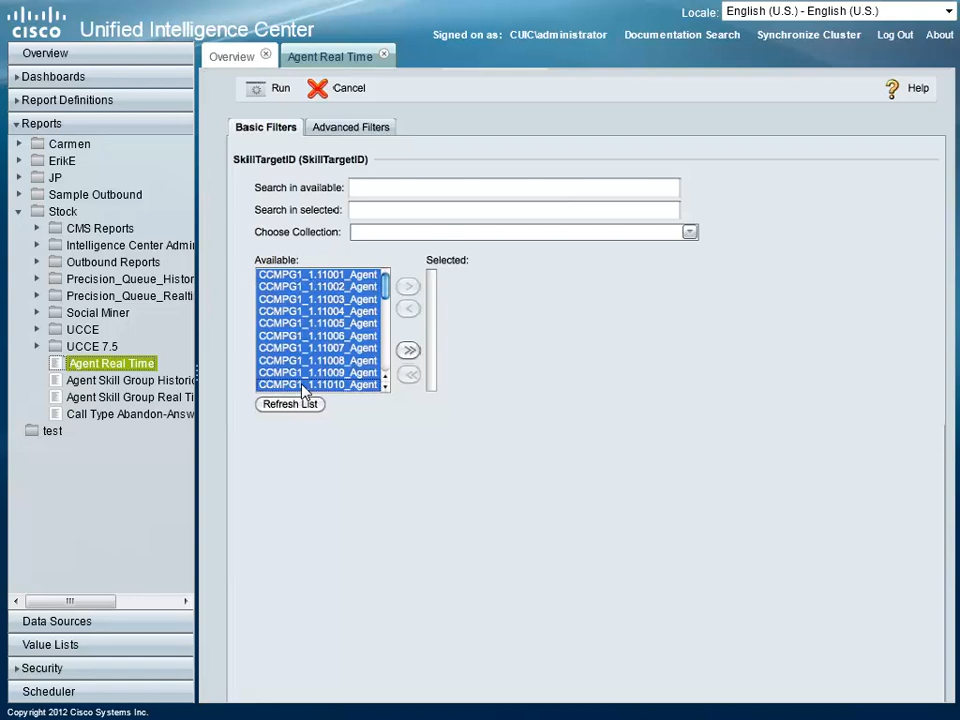 Locale: English (U.S.) - English (U.S.)
CISCO Unified Intelligence Center
Signed on as: CUIC\administrator Documentation Search Synchronize Cluster Log Out About
Overview
Dashboards
Report Definitions
Reports
Carmen
ErikE
JP
Sample Outbound
Stock
CMS Reports
Intelligence Center Admi
Outbound Reports
Precision_Queue_Histor
Precision_Queue_Realti
Social Miner
UCCE
UCCE 7.5
Agent Real Time
Agent Skill Group Historic
Agent Skill Group Real Ti
Call Type Abandon-Answ
test
Data Sources
Value Lists
Security
Scheduler
Overview Agent Real Time
Run Cancel Help
Basic Filters Advanced Filters
SkillTargetID (SkillTargetID)
Search in available:
Search in selected:
Choose Collection:
Available: Selected:
CCMPG1_1.11001_Agent
CCMPG1_1.11002_Agent
CCMPG1_1.11003_Agent
CCMPG1_1.11004_Agent
CCMPG1_1.11005_Agent
CCMPG1_1.11006_Agent
CCMPG1_1.11007_Agent
CCMPG1_1.11008_Agent
CCMPG1_1.11009_Agent
CCMPG1_1.11010_Agent
>
<
>>
<<
Refresh List
Copyright 2012 Cisco Systems Inc.